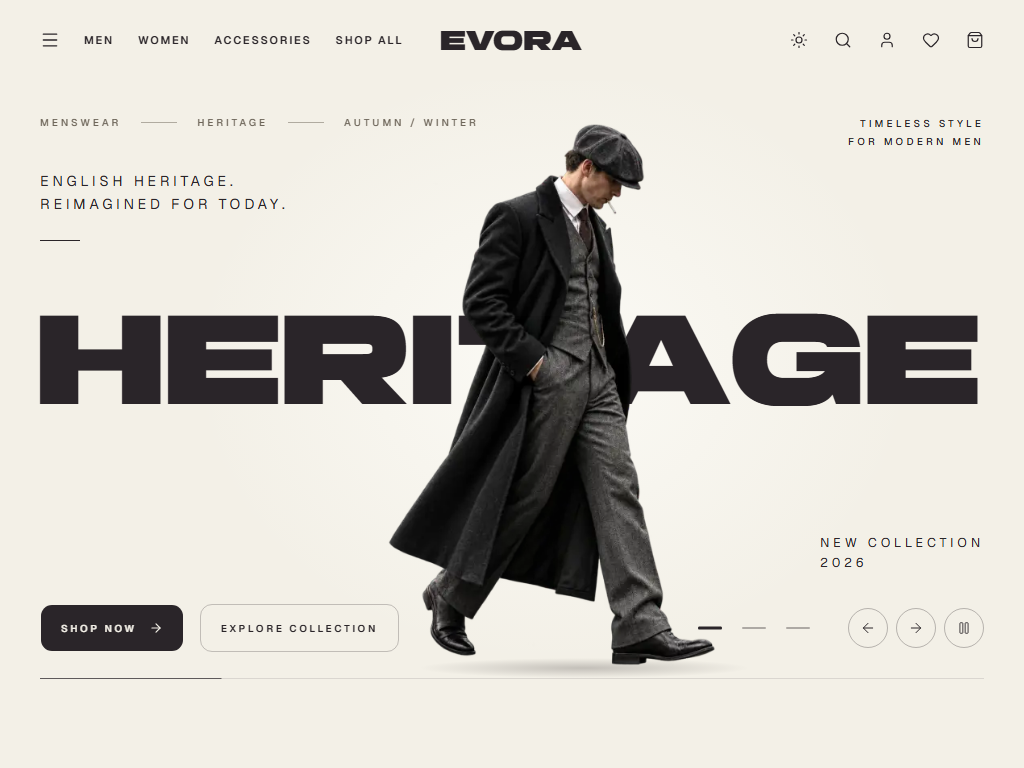 MEN WOMEN ACCESSORIES SHOP ALL EVORA
MENSWEAR HERITAGE AUTUMN / WINTER
TIMELESS STYLE
FOR MODERN MEN
ENGLISH HERITAGE.
REIMAGINED FOR TODAY.
HERITAGE
NEW COLLECTION
2026
SHOP NOW
EXPLORE COLLECTION